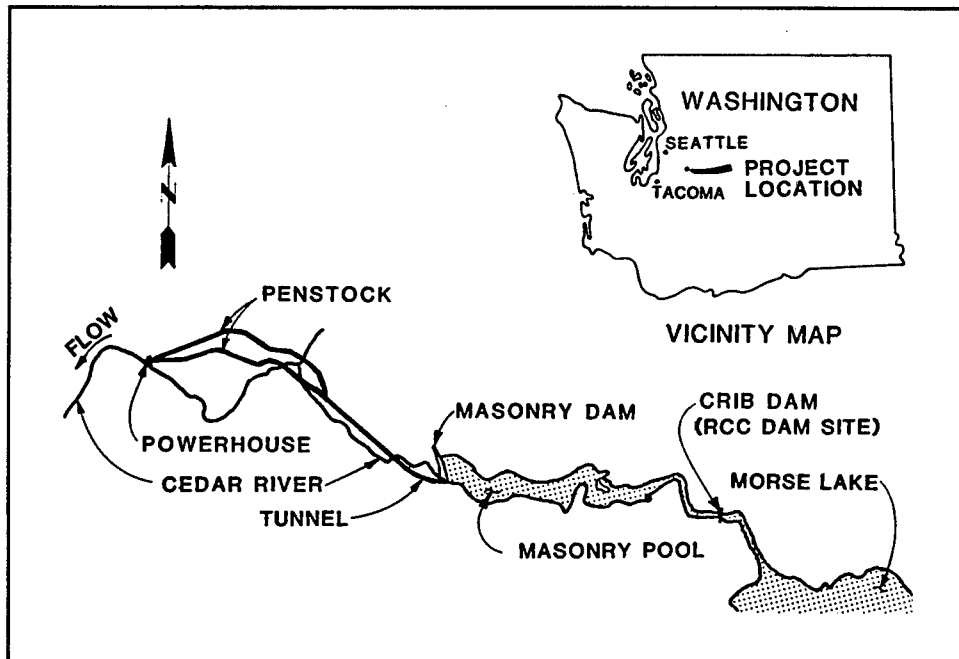 WASHINGTON
SEATTLE
TACOMA
PROJECT
LOCATION
VICINITY MAP
N
PENSTOCK
FLOW
POWERHOUSE
CEDAR RIVER
TUNNEL
MASONRY DAM
MASONRY POOL
CRIB DAM
(RCC DAM SITE)
MORSE LAKE